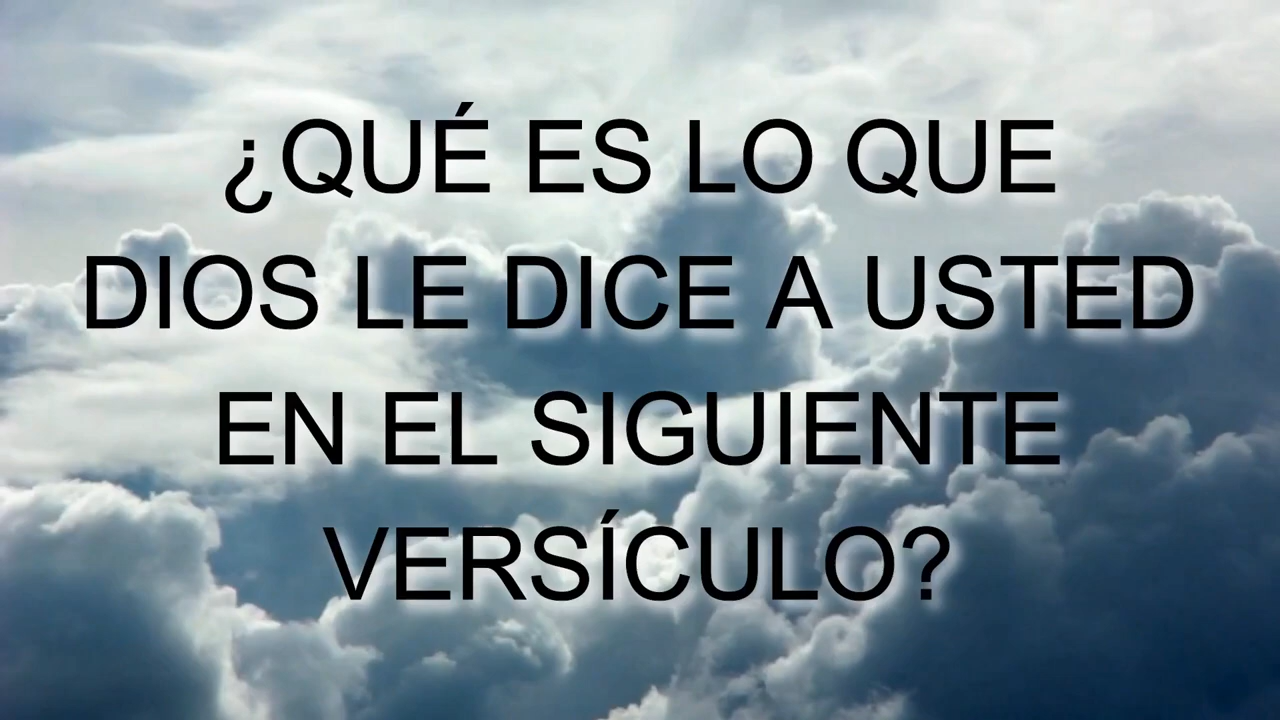 ¿QUÉ ES LO QUE
DIOS LE DICE A USTED
EN EL SIGUIENTE
VERSÍCULO?